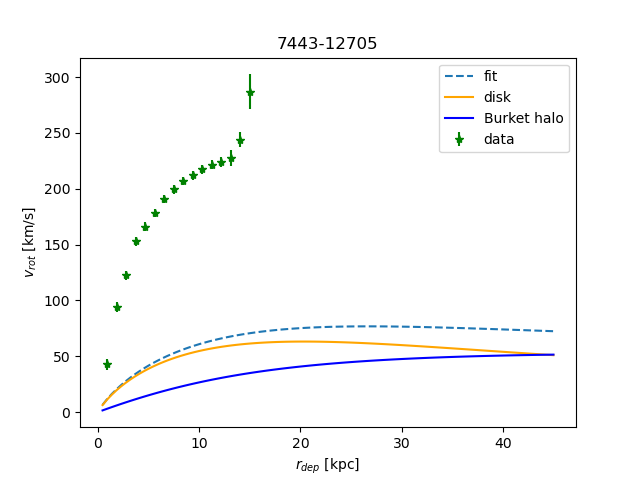 7443-12705
300
250
200
150
100
50
0
v_rot [km/s]
fit
disk
Burket halo
data
0 10 20 30 40
r_dep [kpc]